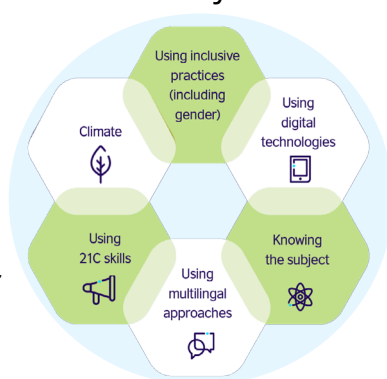 Using inclusive
practices
(including
gender)
Climate
Using
digital
technologies
Using
21C skills
Knowing
the subject
Using
multilingal
approaches